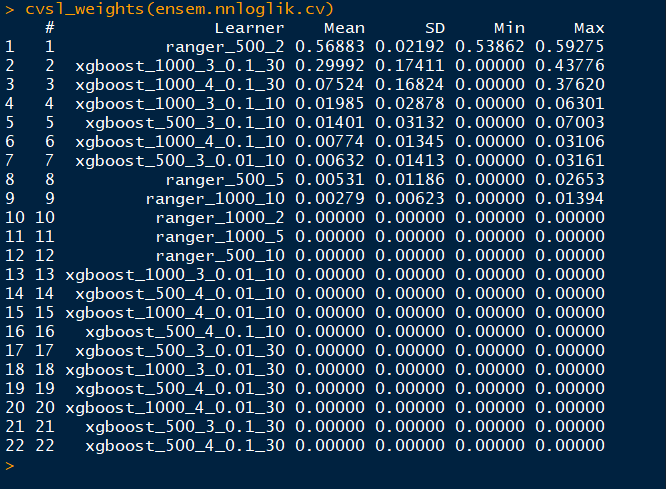 > cvsl_weights(ensem.nnloglik.cv)
# Learner Mean SD Min Max
1 1 ranger_500_2 0.56883 0.02192 0.53862 0.59275
2 2 xgboost_1000_3_0.1_30 0.29992 0.17411 0.00000 0.43776
3 3 xgboost_1000_4_0.1_30 0.07524 0.16824 0.00000 0.37620
4 4 xgboost_1000_3_0.1_10 0.01985 0.02878 0.00000 0.06301
5 5 xgboost_500_3_0.1_10 0.01401 0.03132 0.00000 0.07003
6 6 xgboost_1000_4_0.1_10 0.00774 0.01345 0.00000 0.03106
7 7 xgboost_500_3_0.01_10 0.00632 0.01413 0.00000 0.03161
8 8 ranger_500_5 0.00531 0.01186 0.00000 0.02653
9 9 ranger_1000_10 0.00279 0.00623 0.00000 0.01394
10 10 ranger_1000_2 0.00000 0.00000 0.00000 0.00000
11 11 ranger_1000_5 0.00000 0.00000 0.00000 0.00000
12 12 ranger_500_10 0.00000 0.00000 0.00000 0.00000
13 13 xgboost_1000_3_0.01_10 0.00000 0.00000 0.00000 0.00000
14 14 xgboost_500_4_0.01_10 0.00000 0.00000 0.00000 0.00000
15 15 xgboost_1000_4_0.01_10 0.00000 0.00000 0.00000 0.00000
16 16 xgboost_500_4_0.1_10 0.00000 0.00000 0.00000 0.00000
17 17 xgboost_500_3_0.01_30 0.00000 0.00000 0.00000 0.00000
18 18 xgboost_1000_3_0.01_30 0.00000 0.00000 0.00000 0.00000
19 19 xgboost_500_4_0.01_30 0.00000 0.00000 0.00000 0.00000
20 20 xgboost_1000_4_0.01_30 0.00000 0.00000 0.00000 0.00000
21 21 xgboost_500_3_0.1_30 0.00000 0.00000 0.00000 0.00000
22 22 xgboost_500_4_0.1_30 0.00000 0.00000 0.00000 0.00000
>